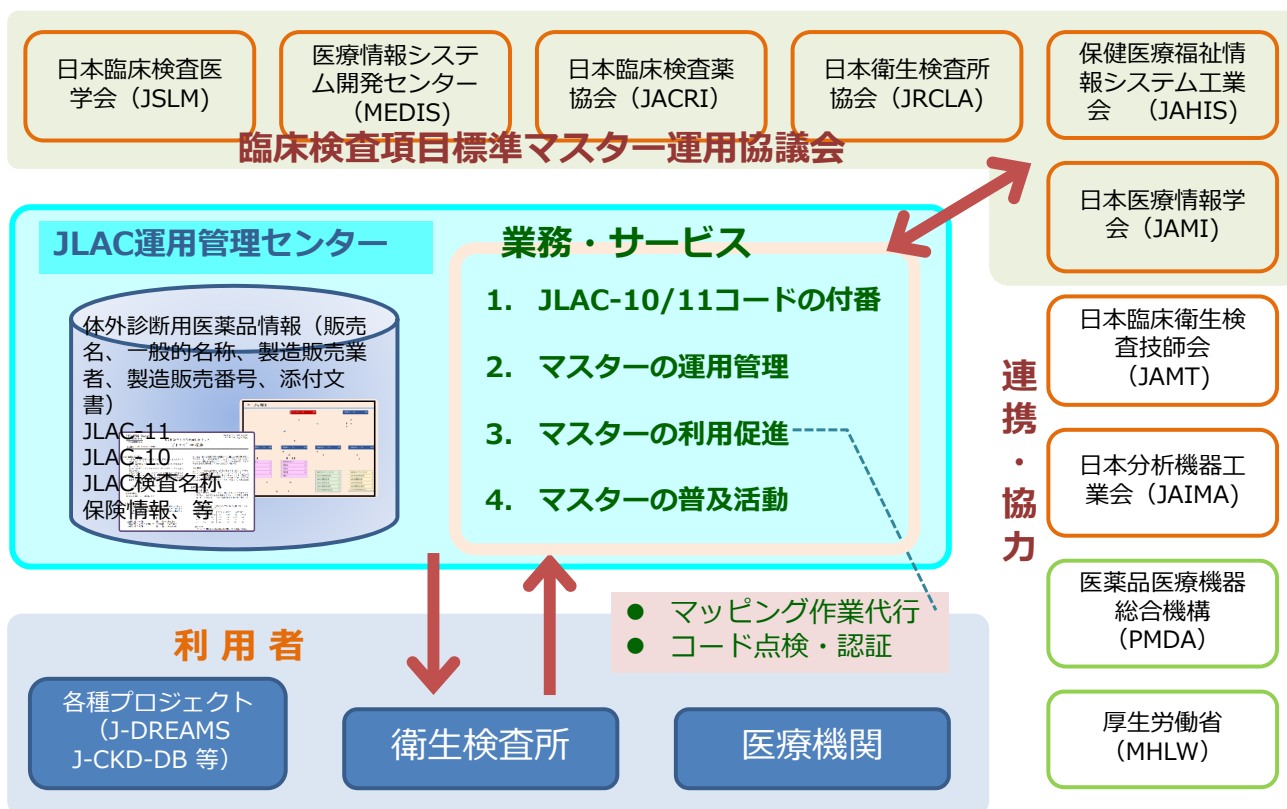 日本臨床検査医
学会（JSLM)
医療情報システ
ム開発センター
（MEDIS)
日本臨床検査薬
協会（JACRI）
日本衛生検査所
協会（JRCLA)
保健医療福祉情
報システム工業
会　（JAHIS)
臨床検査項目標準マスター運用協議会
日本医療情報学
会（JAMI)
JLAC運用管理センター
体外診断用医薬品情報（販売
名、一般的名称、製造販売業
者、製造販売番号、添付文
書）
JLAC-11
JLAC-10
JLAC検査名称
保険情報、等
業務・サービス
1. JLAC-10/11コードの付番
2. マスターの運用管理
3. マスターの利用促進
4. マスターの普及活動
● マッピング作業代行
● コード点検・認証
連携・協力
日本臨床衛生検
査技師会
（JAMT)
日本分析機器工
業会（JAIMA)
医薬品医療機器
総合機構
（PMDA）
厚生労働省
（MHLW）
利 用 者
各種プロジェクト
（J-DREAMS
J-CKD-DB 等）
衛生検査所
医療機関